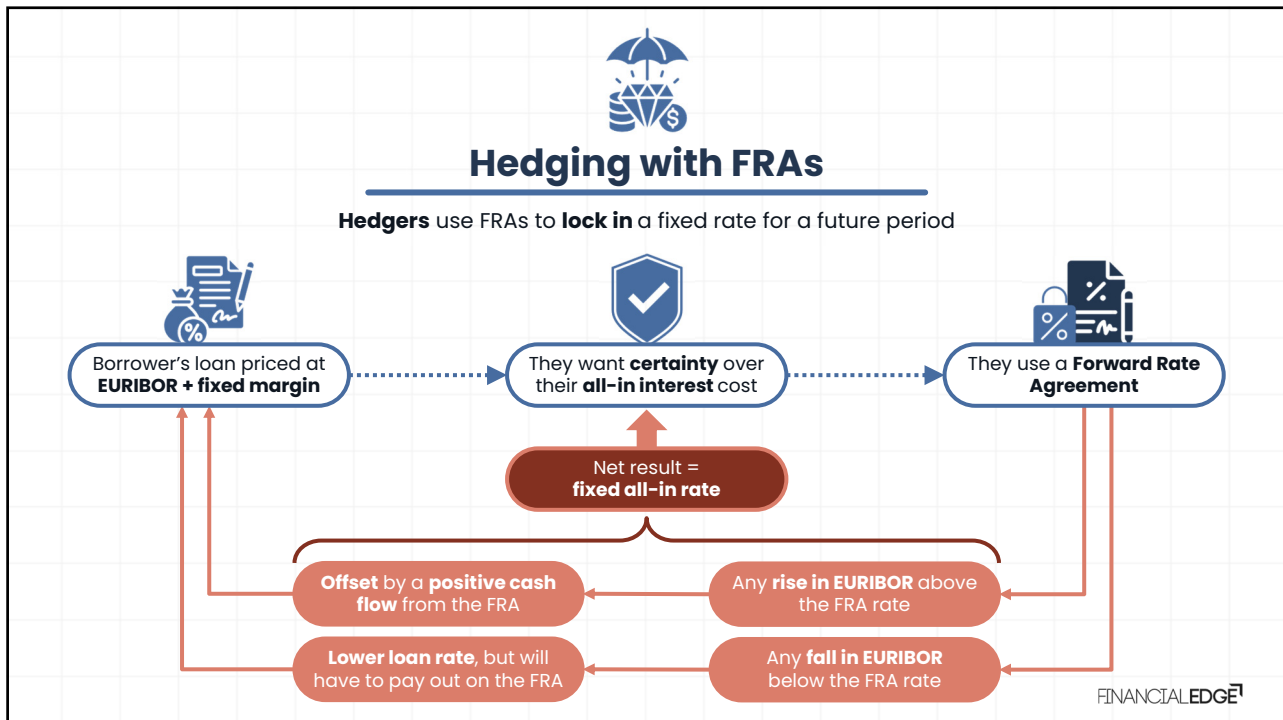 Hedging with FRAs
Hedgers use FRAs to lock in a fixed rate for a future period
Borrower's loan priced at
EURIBOR + fixed margin
They want certainty over
their all-in interest cost
They use a Forward Rate
Agreement
Net result =
fixed all-in rate
Offset by a positive cash
flow from the FRA
Any rise in EURIBOR above
the FRA rate
Lower loan rate, but will
have to pay out on the FRA
Any fall in EURIBOR
below the FRA rate
FINANCIALEDGE